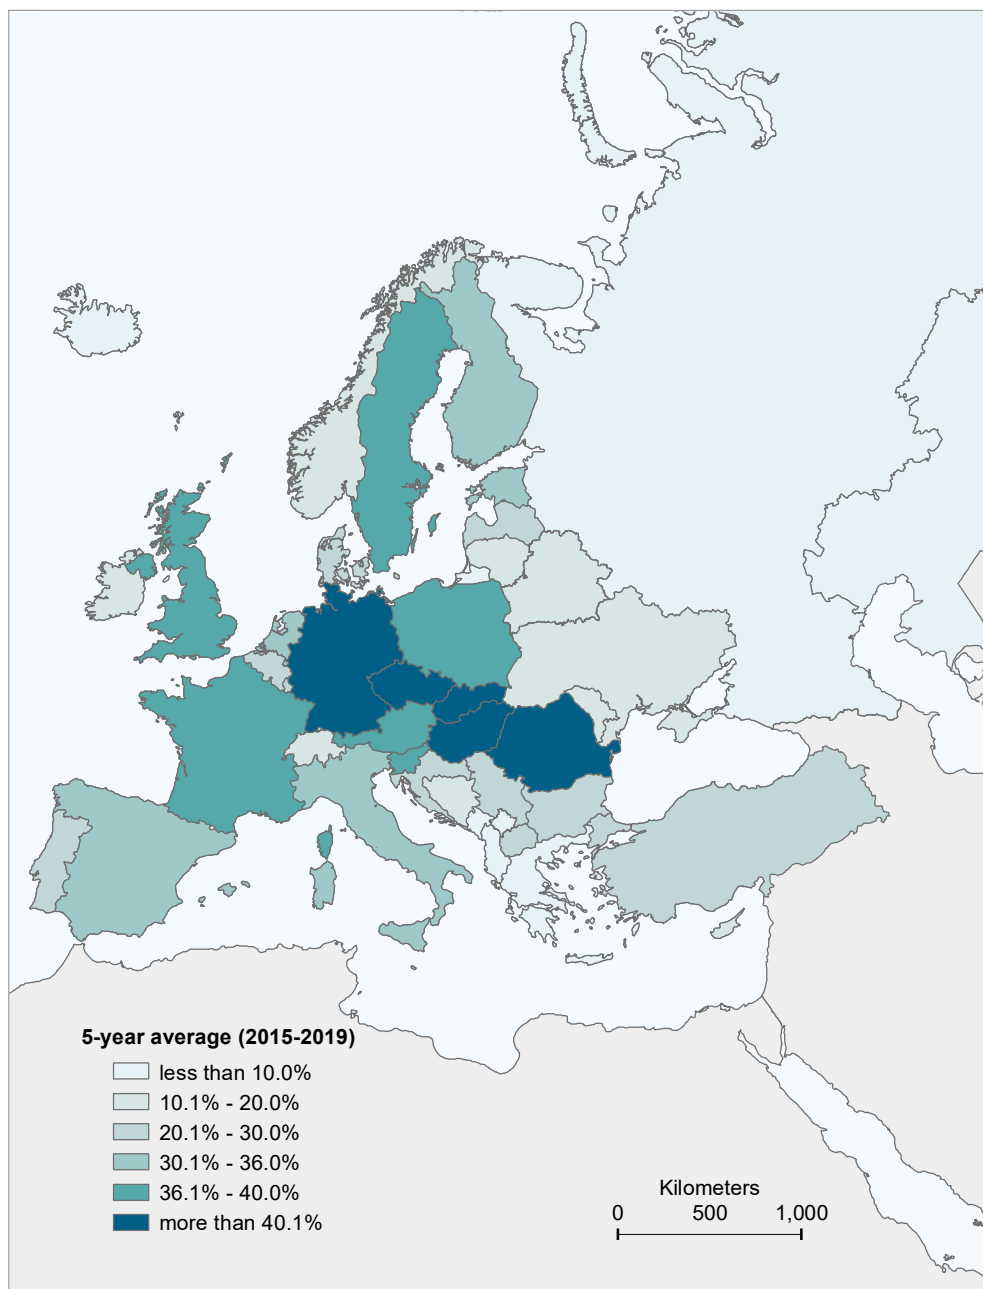 5-year average (2015-2019)
less than 10.0%
10.1% - 20.0%
20.1% - 30.0%
30.1% - 36.0%
36.1% - 40.0%
more than 40.1%
Kilometers
0 500 1,000